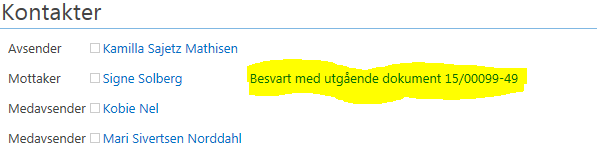 Kontakter
Avsender Kamilla Sajetz Mathisen
Mottaker Signe Solberg Besvart med utgående dokument 15/00099-49
Medavsender Kobie Nel
Medavsender Mari Sivertsen Norddahl